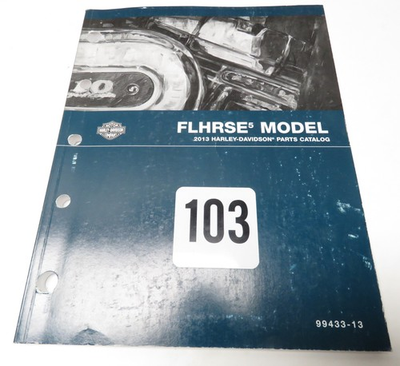 FLHRSE⁵ MODEL
2013 HARLEY-DAVIDSON® PARTS CATALOG
103
99433-13